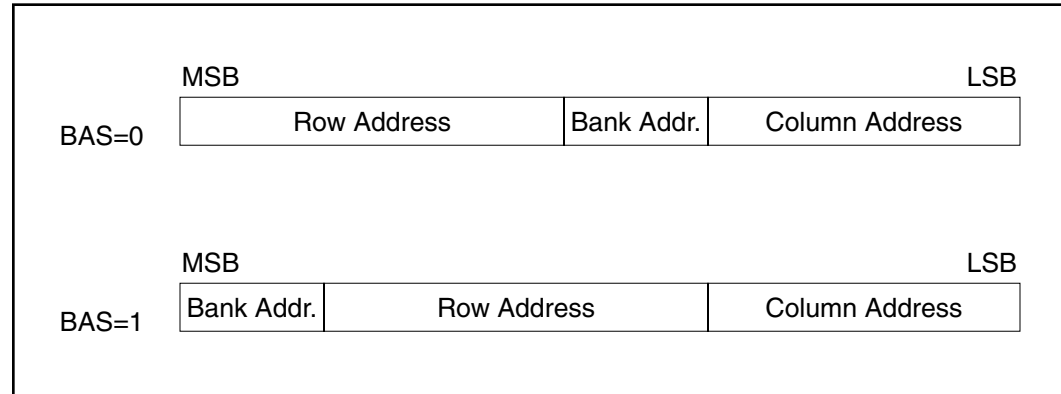 MSB LSB
BAS=0 Row Address Bank Addr. Column Address
MSB LSB
BAS=1 Bank Addr. Row Address Column Address